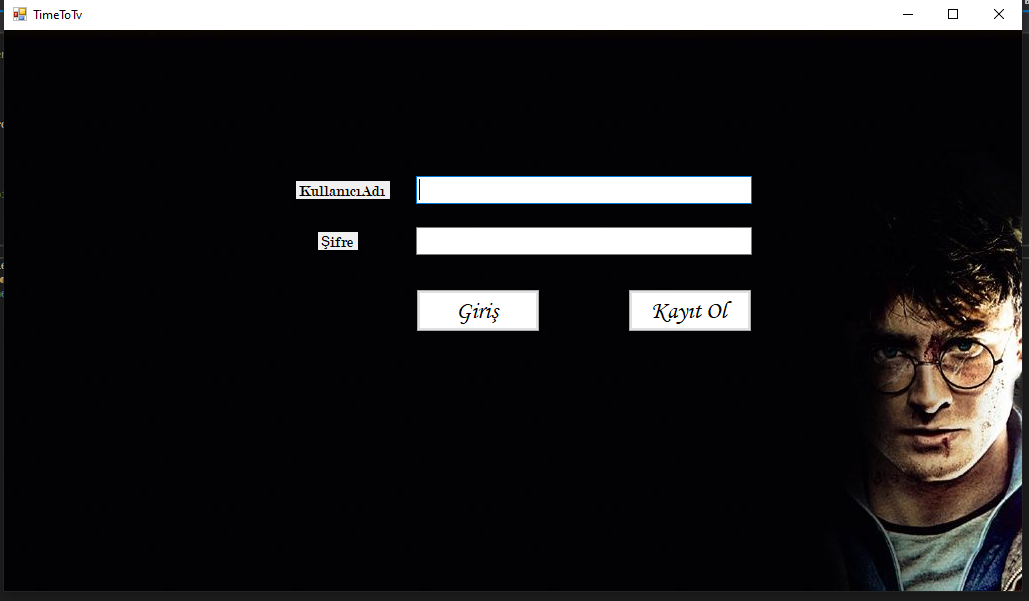 TimeToTv
KullanıcıAdı
Şifre
Giriş
Kayıt Ol